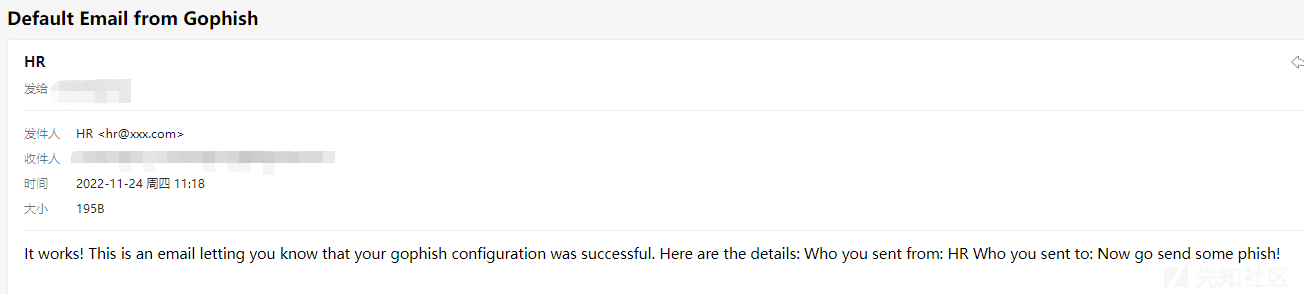 Default Email from Gophish
HR
发给
发件人 HR <hr@xxx.com>
收件人
时间 2022-11-24 周四 11:18
大小 195B
It works! This is an email letting you know that your gophish configuration was successful. Here are the details: Who you sent from: HR Who you sent to: Now go send some phish!
先知社区